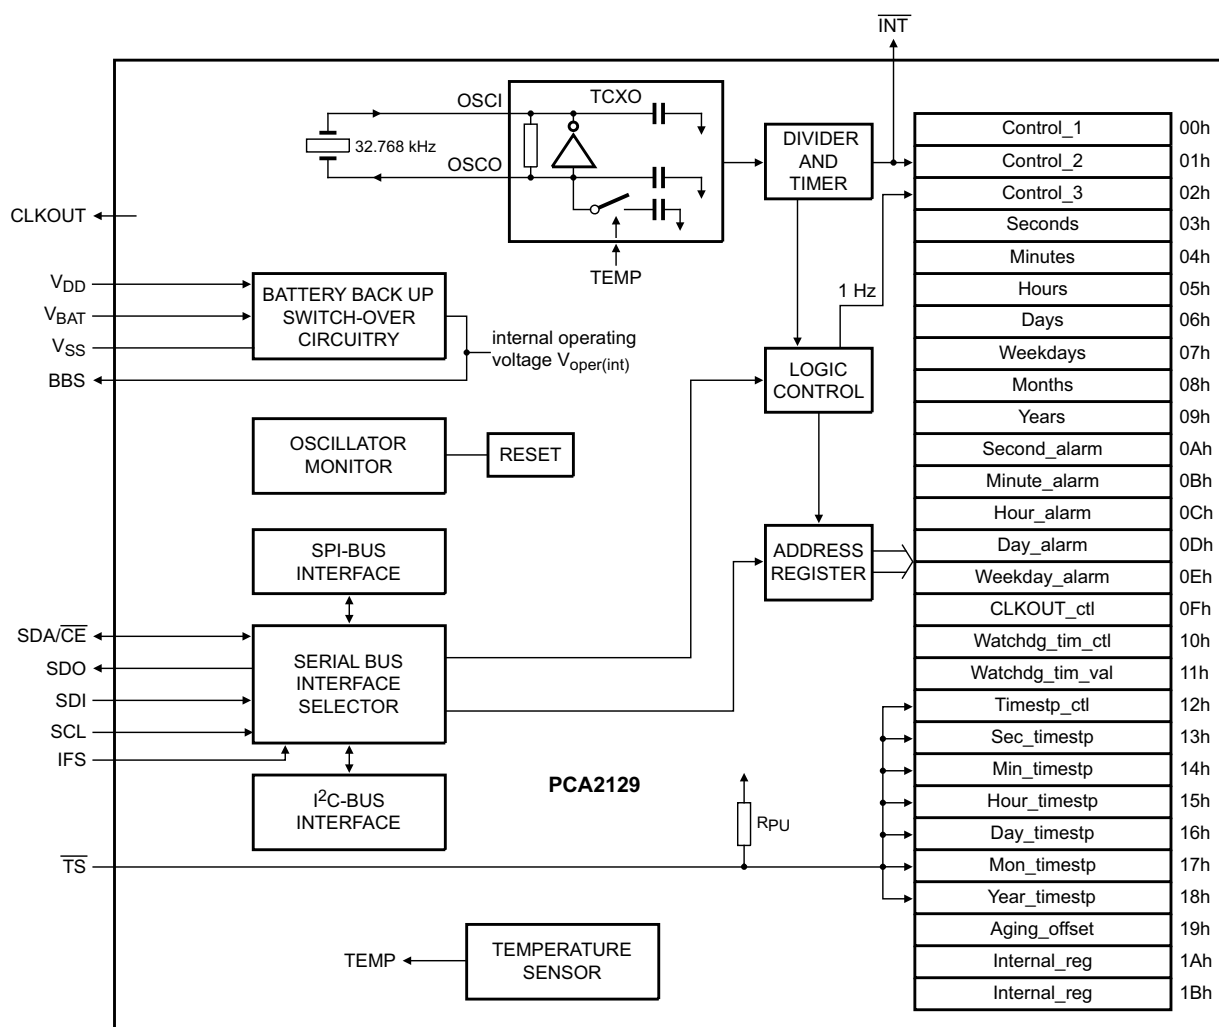 INT
OSCI
TCXO
32.768 kHz
OSCO
TEMP
DIVIDER
AND
TIMER
CLKOUT
VDD
VBAT
VSS
BBS
BATTERY BACK UP
SWITCH-OVER
CIRCUITRY
internal operating
voltage Voper(int)
1 Hz
LOGIC
CONTROL
OSCILLATOR
MONITOR
RESET
SPI-BUS
INTERFACE
ADDRESS
REGISTER
SDA/CE
SDO
SDI
SCL
IFS
SERIAL BUS
INTERFACE
SELECTOR
I2C-BUS
INTERFACE
PCA2129
RPU
TS
TEMP
TEMPERATURE
SENSOR
Control_1 00h
Control_2 01h
Control_3 02h
Seconds 03h
Minutes 04h
Hours 05h
Days 06h
Weekdays 07h
Months 08h
Years 09h
Second_alarm 0Ah
Minute_alarm 0Bh
Hour_alarm 0Ch
Day_alarm 0Dh
Weekday_alarm 0Eh
CLKOUT_ctl 0Fh
Watchdg_tim_ctl 10h
Watchdg_tim_val 11h
Timestp_ctl 12h
Sec_timestp 13h
Min_timestp 14h
Hour_timestp 15h
Day_timestp 16h
Mon_timestp 17h
Year_timestp 18h
Aging_offset 19h
Internal_reg 1Ah
Internal_reg 1Bh